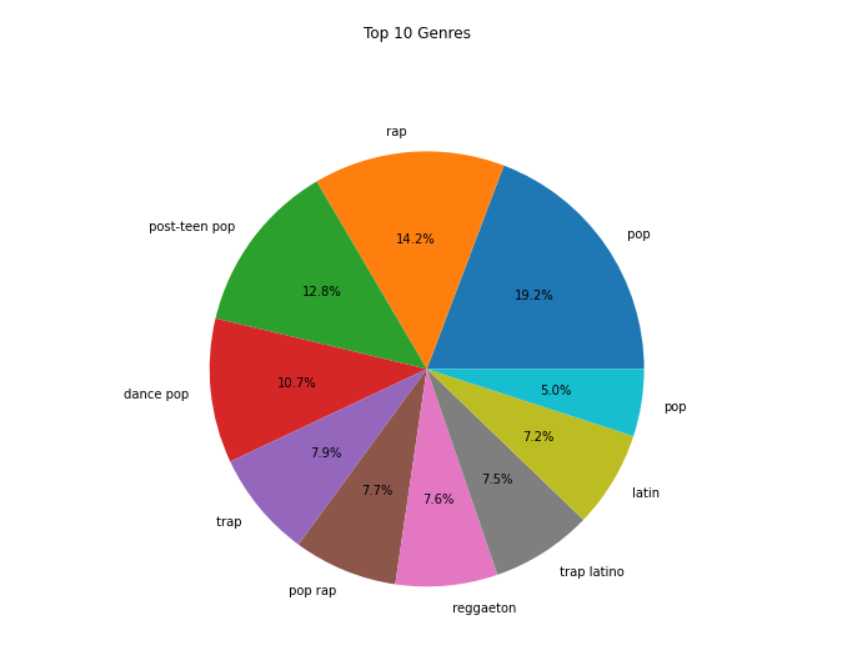 Top 10 Genres
rap
pop
post-teen pop
14.2%
12.8%
19.2%
10.7%
dance pop
5.0%
pop
7.9%
7.2%
7.7%
7.6%
7.5%
latin
trap
trap latino
pop rap
reggaeton